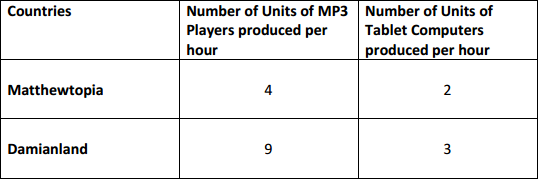 Countries
Number of Units of MP3
Players produced per
hour
Number of Units of
Tablet Computers
produced per hour
Matthewtopia
4
2
Damianland
9
3